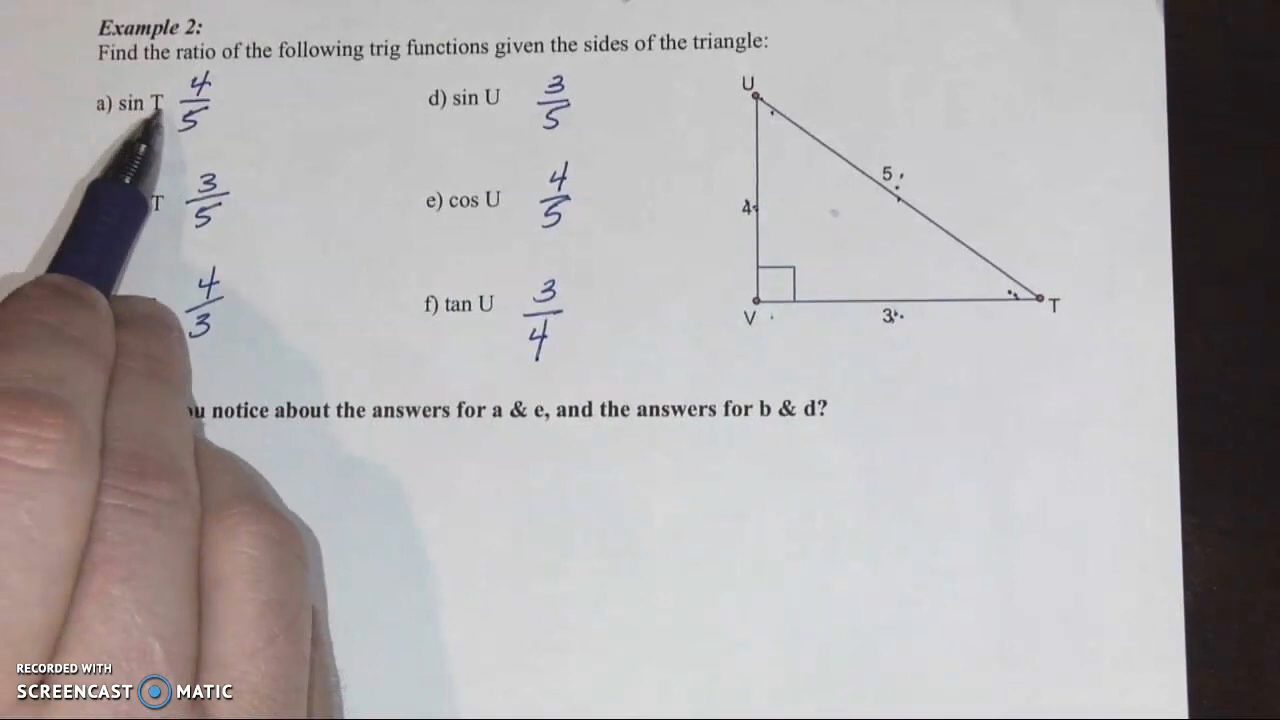 Example 2:
Find the ratio of the following trig functions given the sides of the triangle:
a) sin T 4/5
d) sin U 3/5
T 3/5
e) cos U 4/5
4/3
f) tan U 3/4
U
5
4
V
3
T
u notice about the answers for a & e, and the answers for b & d?
RECORDED WITH
SCREENCAST MATIC